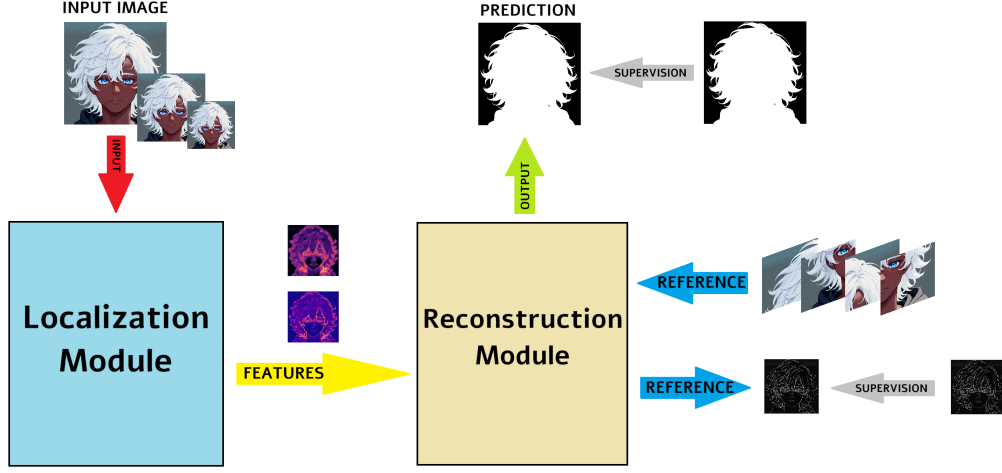 INPUT IMAGE
PREDICTION
SUPERVISION
INPUT
OUTPUT
Localization
Module
FEATURES
Reconstruction
Module
REFERENCE
REFERENCE
SUPERVISION